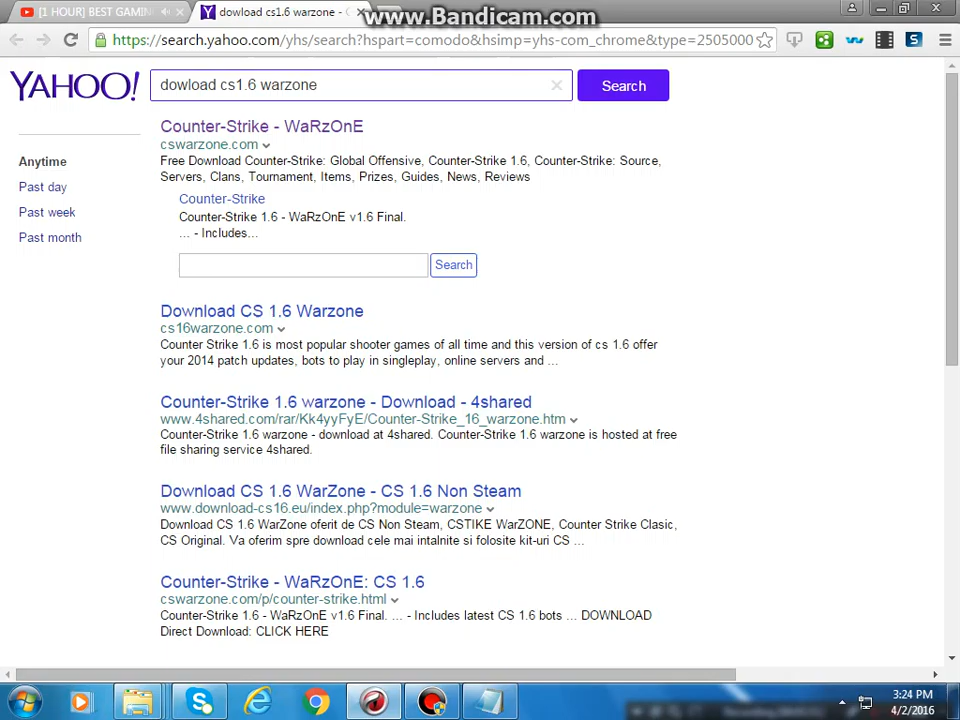 www.Bandicam.com
[1 HOUR] BEST GAMIN
dowload cs1.6 warzone -
https://search.yahoo.com/yhs/search?hspart=comodo&hsimp=yhs-com_chrome&type=2505000
YAHOO!
dowload cs1.6 warzone
Search
Anytime
Past day
Past week
Past month
Counter-Strike - WaRzOnE
cswarzone.com
Free Download Counter-Strike: Global Offensive, Counter-Strike 1.6, Counter-Strike: Source,
Servers, Clans, Tournament, Items, Prizes, Guides, News, Reviews
Counter-Strike
Counter-Strike 1.6 - WaRzOnE v1.6 Final.
... - Includes...
Search
Download CS 1.6 Warzone
cs16warzone.com
Counter Strike 1.6 is most popular shooter games of all time and this version of cs 1.6 offer
your 2014 patch updates, bots to play in singleplay, online servers and ...
Counter-Strike 1.6 warzone - Download - 4shared
www.4shared.com/rar/Kk4yyFyE/Counter-Strike_16_warzone.htm
Counter-Strike 1.6 warzone - download at 4shared. Counter-Strike 1.6 warzone is hosted at free
file sharing service 4shared.
Download CS 1.6 WarZone - CS 1.6 Non Steam
www.download-cs16.eu/index.php?module=warzone
Download CS 1.6 WarZone oferit de CS Non Steam, CSTIKE WarZONE, Counter Strike Clasic,
CS Original. Va oferim spre download cele mai intalnite si folosite kit-uri CS ...
Counter-Strike - WaRzOnE: CS 1.6
cswarzone.com/p/counter-strike.html
Counter-Strike 1.6 - WaRzOnE v1.6 Final. ... - Includes latest CS 1.6 bots ... DOWNLOAD
Direct Download: CLICK HERE
3:24 PM
4/2/2016